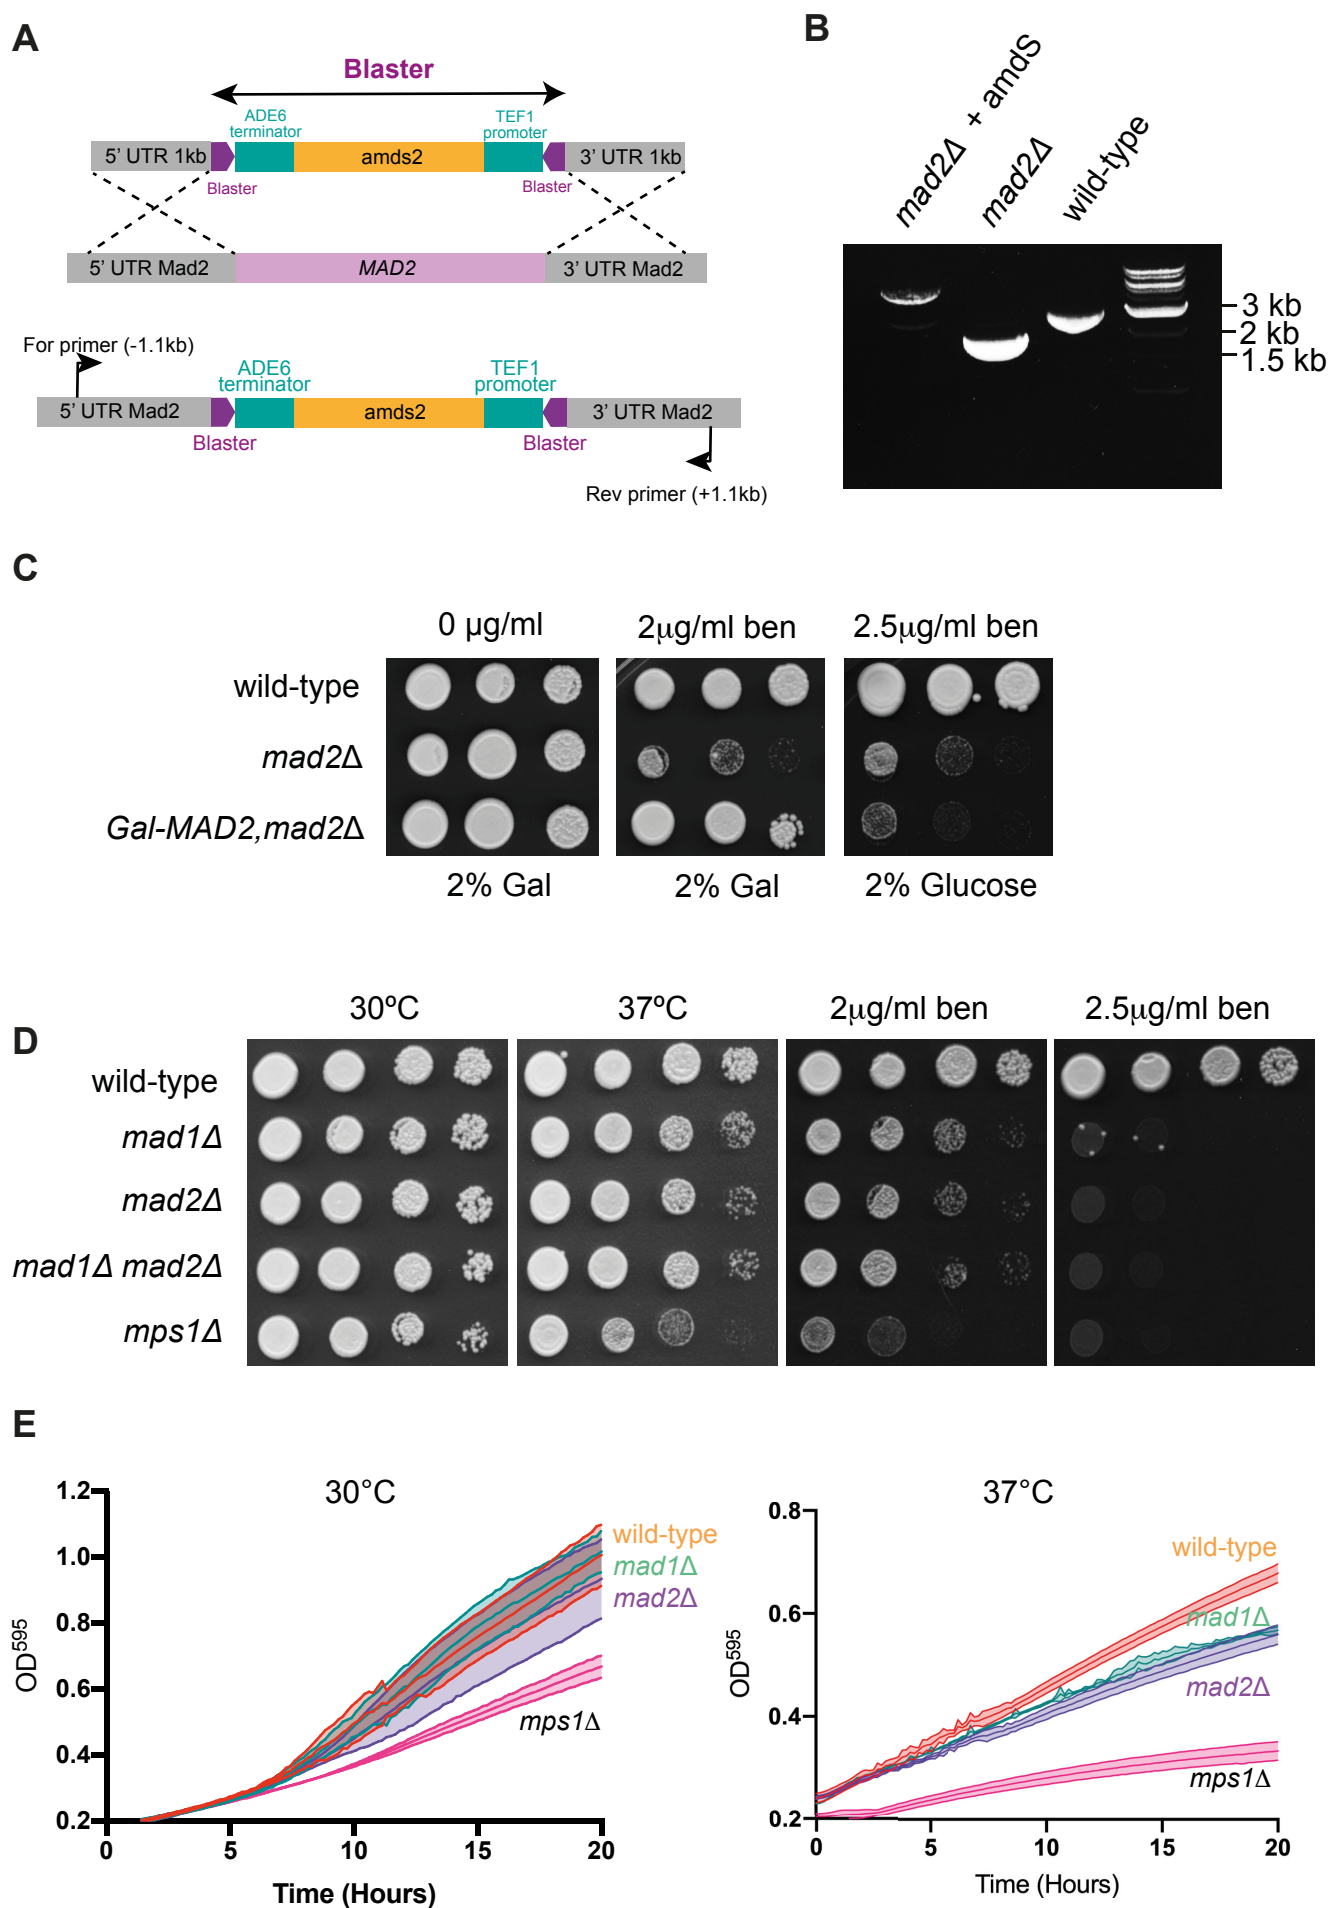 A
Blaster
ADE6
terminator
TEF1
promoter
5' UTR 1kb
amds2
3' UTR 1kb
Blaster
Blaster
5' UTR Mad2
MAD2
3' UTR Mad2
For primer (-1.1kb)
ADE6
terminator
TEF1
promoter
5' UTR Mad2
amds2
3' UTR Mad2
Blaster
Blaster
Rev primer (+1.1kb)
B
mad2Δ + amdS
mad2Δ
wild-type
3 kb
2 kb
1.5 kb
C
0 μg/ml
2μg/ml ben
2.5μg/ml ben
wild-type
mad2Δ
Gal-MAD2,mad2Δ
2% Gal
2% Gal
2% Glucose
D
30ºC
37ºC
2μg/ml ben
2.5μg/ml ben
wild-type
mad1Δ
mad2Δ
mad1Δ mad2Δ
mps1Δ
E
30°C
1.2
1.0
0.8
0.6
0.4
0.2
OD595
wild-type
mad1Δ
mad2Δ
mps1Δ
0 5 10 15 20
Time (Hours)
37°C
0.8
0.6
0.4
0.2
OD595
wild-type
mad1Δ
mad2Δ
mps1Δ
0 5 10 15 20
Time (Hours)